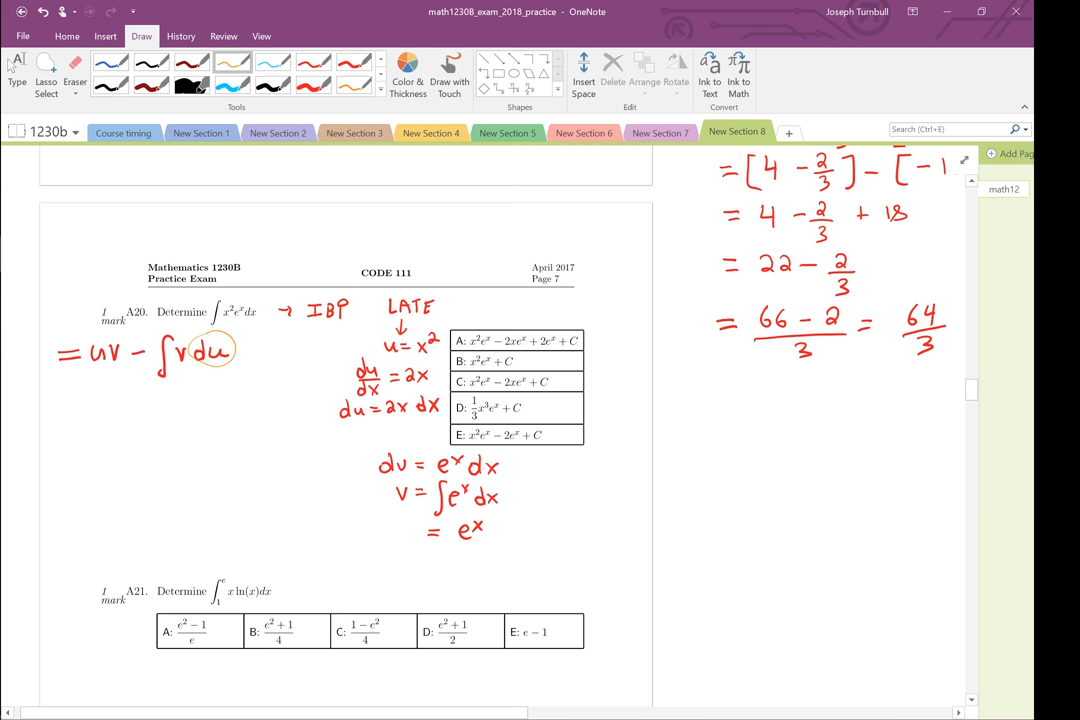 math1230B_exam_2018_practice - OneNote
Joseph Turnbull
File Home Insert Draw History Review View
Type
Lasso Select
Eraser
Color & Thickness
Draw with Touch
Insert Space
Delete
Arrange
Rotate
Ink to Text
Ink to Math
Tools
Shapes
Edit
Convert
1230b
Course timing
New Section 1
New Section 2
New Section 3
New Section 4
New Section 5
New Section 6
New Section 7
New Section 8
Search (Ctrl+E)
Add Pag
math12
= [4 - 2/3] - [-1
= 4 - 2/3 + 18
= 22 - 2/3
= (66 - 2)/3 = 64/3
Mathematics 1230B
Practice Exam
CODE 111
April 2017
Page 7
1 mark A20. Determine ∫ x²eˣdx → IBP LATE
= uv - ∫v du
↓
u = x²
du/dx = 2x
du = 2x dx
A: x²eˣ − 2xeˣ + 2eˣ + C
B: x²eˣ + C
C: x²eˣ − 2xeˣ + C
D: 1/3 x³eˣ + C
E: x²eˣ − 2eˣ + C
dv = eˣ dx
v = ∫eˣ dx
= eˣ
1 mark A21. Determine ∫₁ᵉ x ln(x)dx
A: (e² − 1)/e
B: (e² + 1)/4
C: (1 − e²)/4
D: (e² + 1)/2
E: e − 1